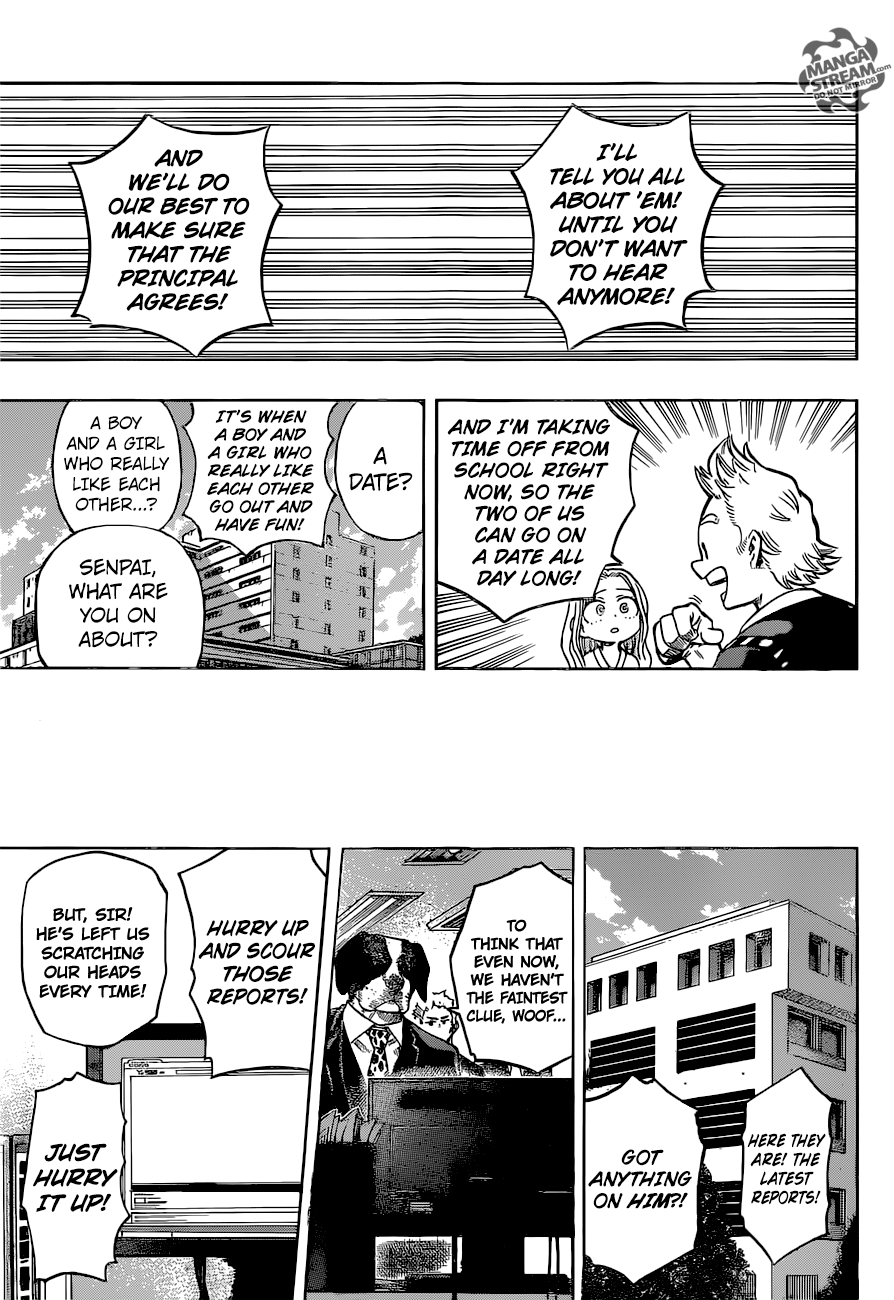 MANGA
STREAM.com
DO NOT MIRROR
I'LL
TELL YOU ALL
ABOUT 'EM!
UNTIL YOU
DON'T WANT
TO HEAR
ANYMORE!
AND
WE'LL DO
OUR BEST TO
MAKE SURE
THAT THE
PRINCIPAL
AGREES!
AND I'M TAKING
TIME OFF FROM
SCHOOL RIGHT
NOW, SO THE
TWO OF US
CAN GO ON
A DATE ALL
DAY LONG!
A
DATE?
IT'S WHEN
A BOY AND
A GIRL WHO
REALLY LIKE
EACH OTHER
GO OUT AND
HAVE FUN!
A BOY
AND A GIRL
WHO REALLY
LIKE EACH
OTHER...?
SENPAI,
WHAT ARE
YOU ON
ABOUT?
HERE THEY
ARE! THE
LATEST
REPORTS!
GOT
ANYTHING
ON HIM?!
TO
THINK THAT
EVEN NOW,
WE HAVEN'T
THE FAINTEST
CLUE, WOOF...
HURRY UP
AND SCOUR
THOSE
REPORTS!
BUT, SIR!
HE'S LEFT US
SCRATCHING
OUR HEADS
EVERY TIME!
JUST
HURRY
IT UP!